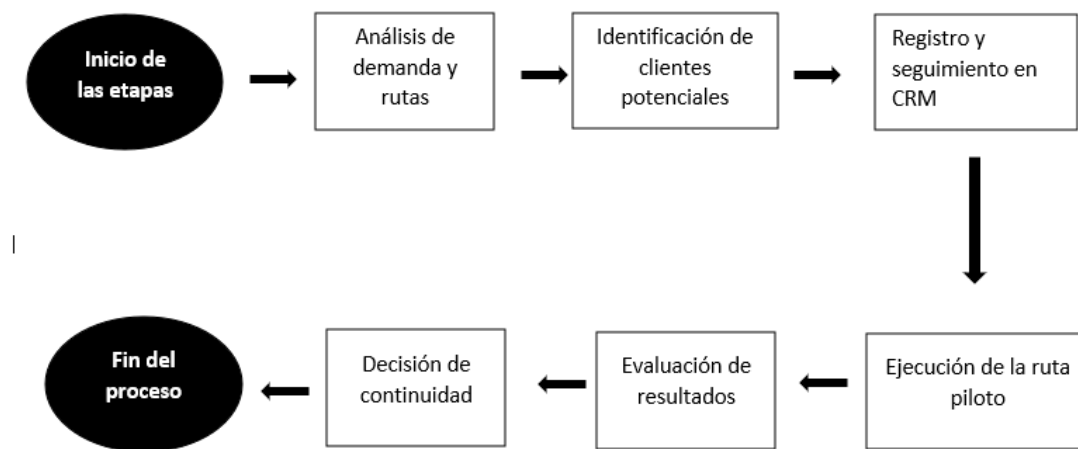 Inicio de
las etapas
Análisis de
demanda y
rutas
Identificación de
clientes
potenciales
Registro y
seguimiento en
CRM
Ejecución de la ruta
piloto
Evaluación de
resultados
Decisión de
continuidad
Fin del
proceso